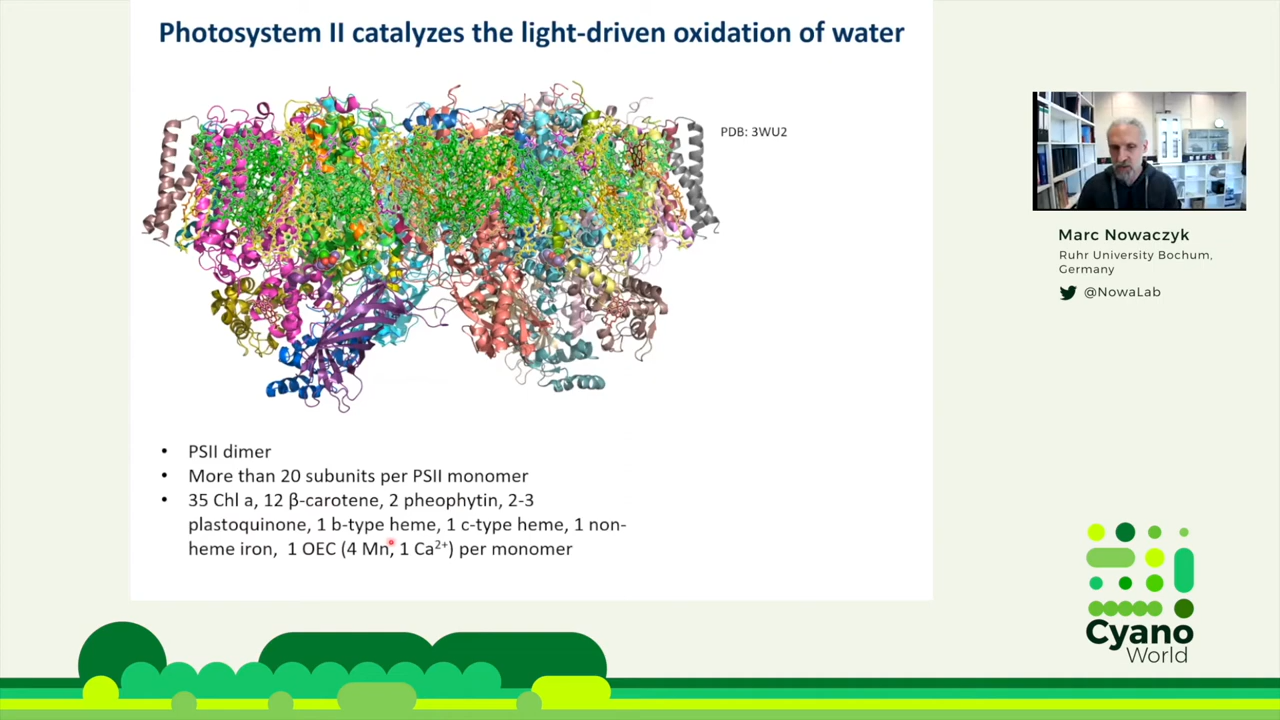 Photosystem II catalyzes the light-driven oxidation of water
PDB: 3WU2
• PSII dimer
• More than 20 subunits per PSII monomer
• 35 Chl a, 12 β-carotene, 2 pheophytin, 2-3
plastoquinone, 1 b-type heme, 1 c-type heme, 1 non-
heme iron,  1 OEC (4 Mn, 1 Ca²⁺) per monomer
Marc Nowaczyk
Ruhr University Bochum,
Germany
@NowaLab
Cyano
World